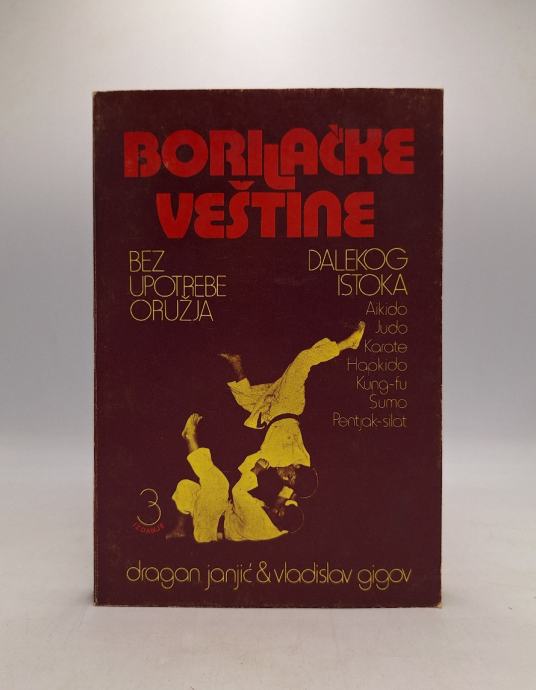 BORILAČKE
VEŠTINE
BEZ
UPOTREBE
ORUŽJA
DALEKOG
ISTOKA
Aikido
Judo
Karate
Hapkido
Kung-fu
Sumo
Pentjak-silat
3
IZDANJE
dragan janjić & vladislav gigov